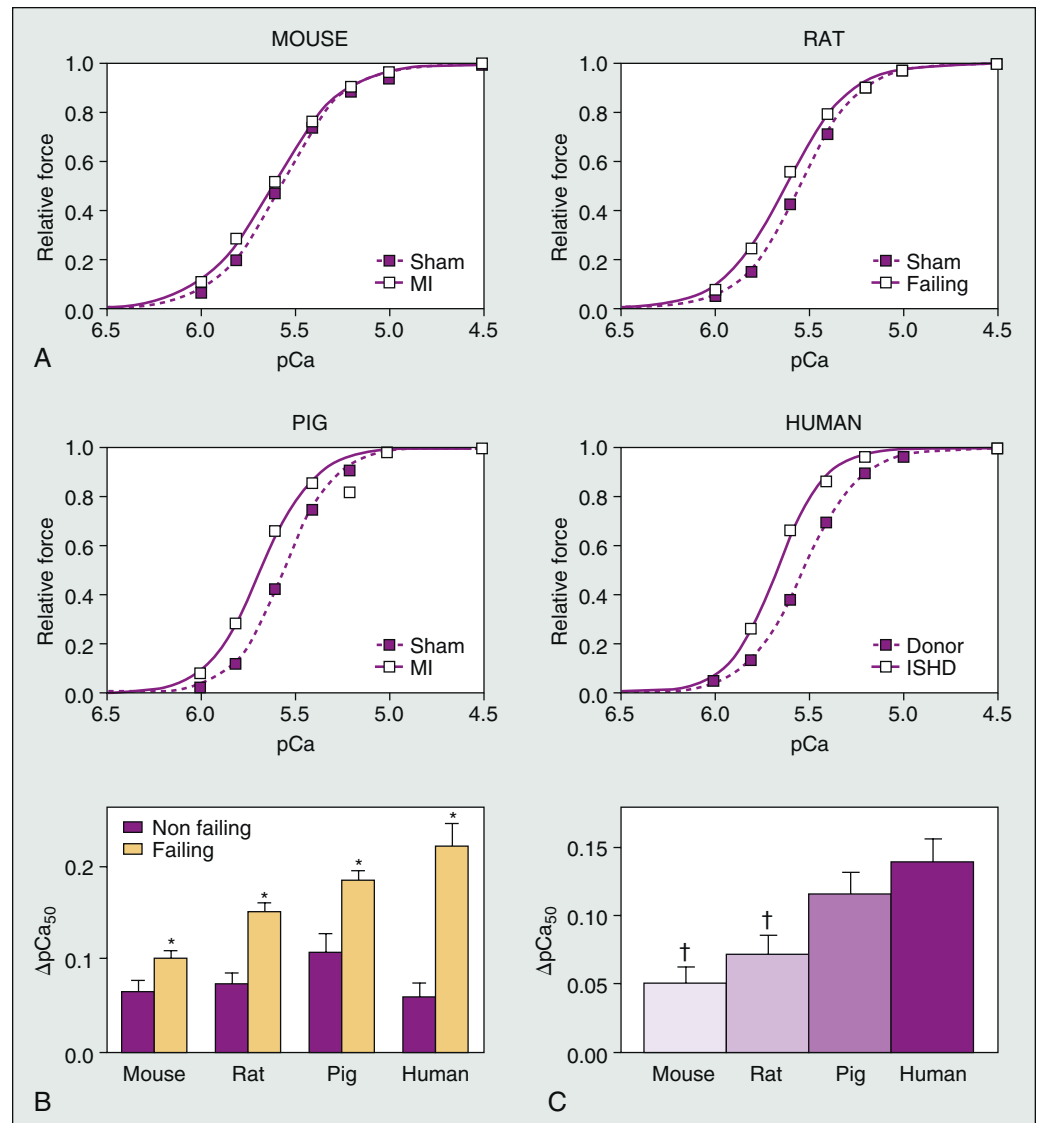 MOUSE
Relative force
1.0
0.8
0.6
0.4
0.2
0.0
Sham
MI
6.5 6.0 5.5 5.0 4.5
pCa
A
RAT
Relative force
1.0
0.8
0.6
0.4
0.2
0.0
Sham
Failing
6.5 6.0 5.5 5.0 4.5
pCa
PIG
Relative force
1.0
0.8
0.6
0.4
0.2
0.0
Sham
MI
6.5 6.0 5.5 5.0 4.5
pCa
HUMAN
Relative force
1.0
0.8
0.6
0.4
0.2
0.0
Donor
ISHD
6.5 6.0 5.5 5.0 4.5
pCa
Non failing
Failing
ΔpCa50
0.2
0.1
0.0
* * * *
Mouse Rat Pig Human
B
ΔpCa50
0.15
0.10
0.05
0.00
† †
Mouse Rat Pig Human
C